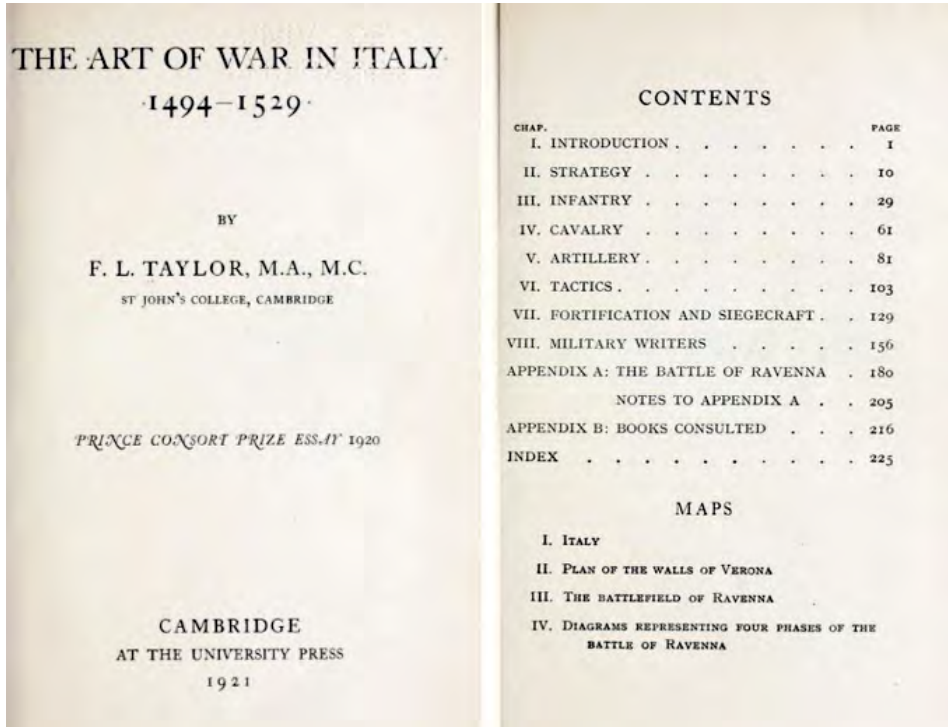 THE ART OF WAR IN ITALY
1494–1529
BY
F. L. TAYLOR, M.A., M.C.
ST JOHN'S COLLEGE, CAMBRIDGE
PRINCE CONSORT PRIZE ESSAY 1920
CAMBRIDGE
AT THE UNIVERSITY PRESS
1921
CONTENTS
CHAP. PAGE
I. INTRODUCTION . . . . . . . 1
II. STRATEGY . . . . . . . . 10
III. INFANTRY . . . . . . . . 29
IV. CAVALRY . . . . . . . . 61
V. ARTILLERY . . . . . . . . 81
VI. TACTICS . . . . . . . . . 103
VII. FORTIFICATION AND SIEGECRAFT . . 129
VIII. MILITARY WRITERS . . . . . 156
APPENDIX A: THE BATTLE OF RAVENNA . 180
NOTES TO APPENDIX A . . 205
APPENDIX B: BOOKS CONSULTED . . . 216
INDEX . . . . . . . . . . 225
MAPS
I. ITALY
II. PLAN OF THE WALLS OF VERONA
III. THE BATTLEFIELD OF RAVENNA
IV. DIAGRAMS REPRESENTING FOUR PHASES OF THE
BATTLE OF RAVENNA